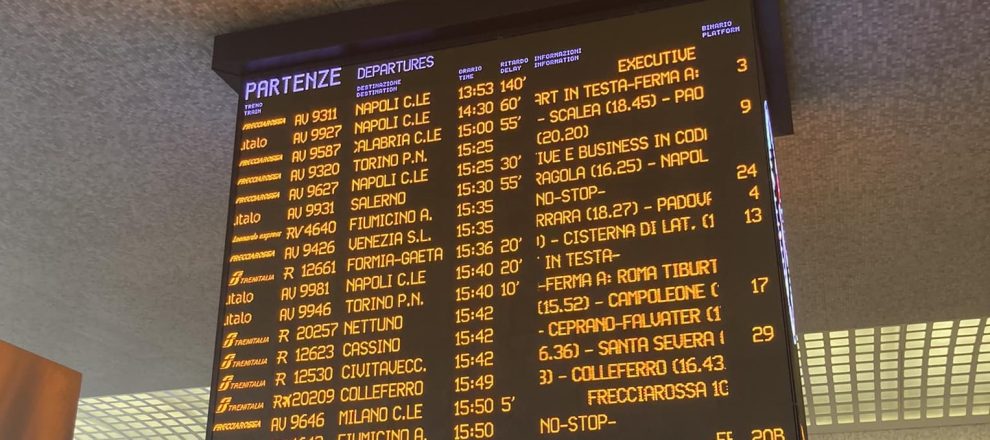 PARTENZE DEPARTURES
TRENO TRAIN
DESTINAZIONE DESTINATION
ORARIO TIME
RITARDO DELAY
INFORMAZIONI INFORMATION
BINARIO PLATFORM
FRECCIAROSSA AV 9311 NAPOLI C.LE 13:53 140' EXECUTIVE
italo AV 9927 NAPOLI C.LE 14:30 60' ART IN TESTA-FERMA A: 3
FRECCIAROSSA AV 9587 CALABRIA C.LE 15:00 55' - SCALEA (18.45) - PAO
FRECCIAROSSA AV 9320 TORINO P.N. 15:25 (20.20) 9
FRECCIAROSSA AV 9627 NAPOLI C.LE 15:25 30' IVE E BUSINESS IN CODI
italo AV 9931 SALERNO 15:30 55' RAGOLA (16.25) - NAPOL
Leonardo express RV 4640 FIUMICINO A. 15:35 NO-STOP- 24
FRECCIAROSSA AV 9426 VENEZIA S.L. 15:35 RRARA (18.27) - PADOVA 4
TRENITALIA R 12661 FORMIA-GAETA 15:36 20' ) - CISTERNA DI LAT. (1 13
italo AV 9981 NAPOLI C.LE 15:40 20' IN TESTA-
italo AV 9946 TORINO P.N. 15:40 10' -FERMA A: ROMA TIBURT
TRENITALIA R 20257 NETTUNO 15:42 (15.52) - CAMPOLEONE ( 17
TRENITALIA R 12623 CASSINO 15:42 - CEPRANO-FALVATER (1
TRENITALIA R 12530 CIVITAVECC. 15:42 6.36) - SANTA SEVERA ( 29
TRENITALIA R 20209 COLLEFERRO 15:49 3) - COLLEFERRO (16.43
FRECCIAROSSA AV 9646 MILANO C.LE 15:50 5' FRECCIAROSSA 10
FIUMICINO A. 15:50 NO-STOP-
20B